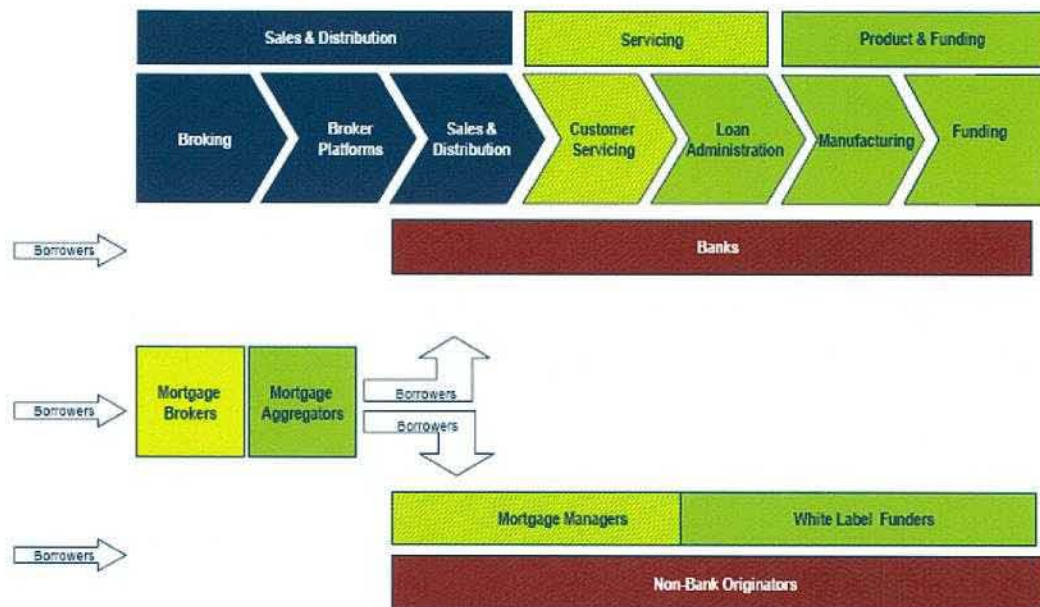 Sales & Distribution
Servicing
Product & Funding
Broking
Broker
Platforms
Sales &
Distribution
Customer
Servicing
Loan
Administration
Manufacturing
Funding
Borrowers
Banks
Borrowers
Mortgage
Brokers
Mortgage
Aggregators
Borrowers
Borrowers
Mortgage Managers
White Label Funders
Borrowers
Non-Bank Originators